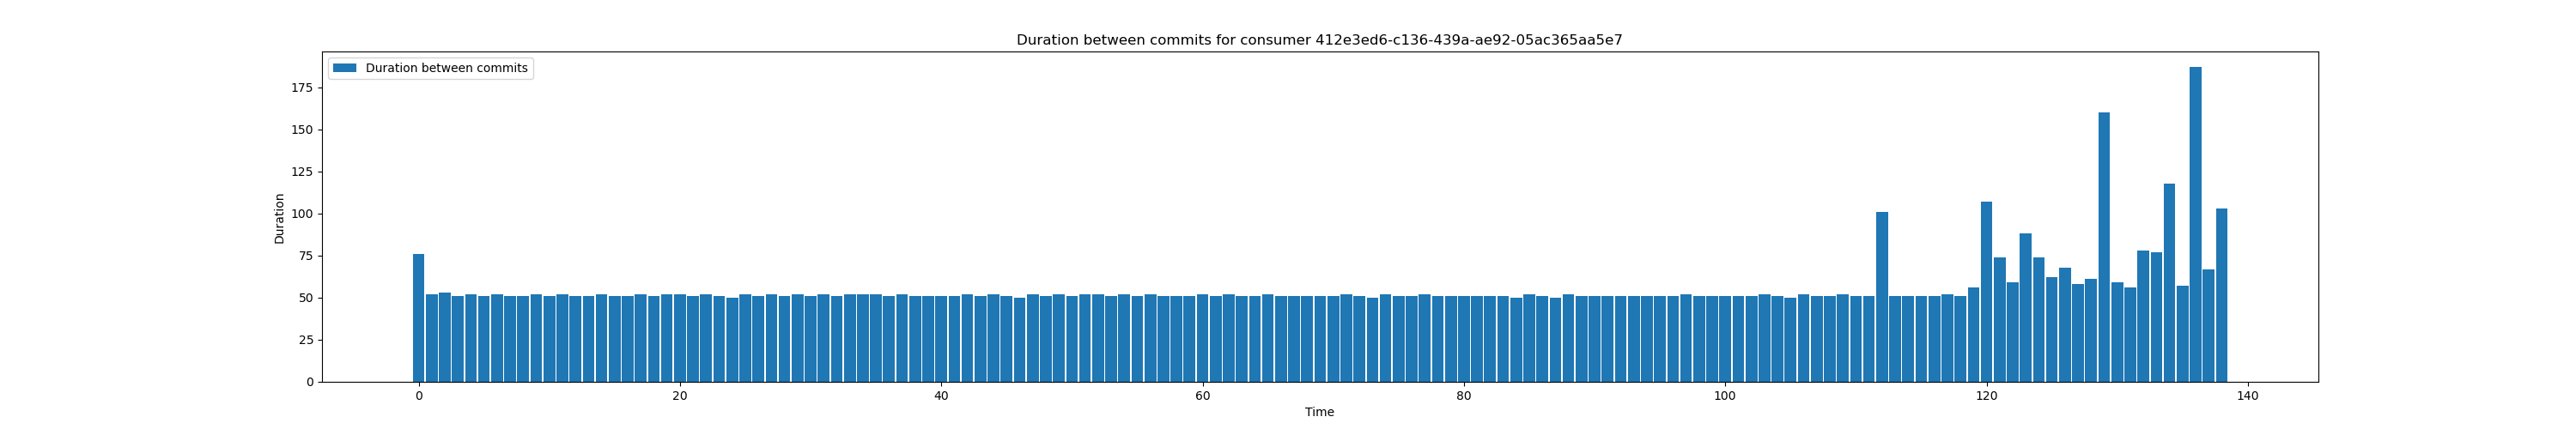 Duration between commits for consumer 412e3ed6-c136-439a-ae92-05ac365aa5e7
Duration between commits
175
150
125
100
75
50
25
0
Duration
0 20 40 60 80 100 120 140
Time